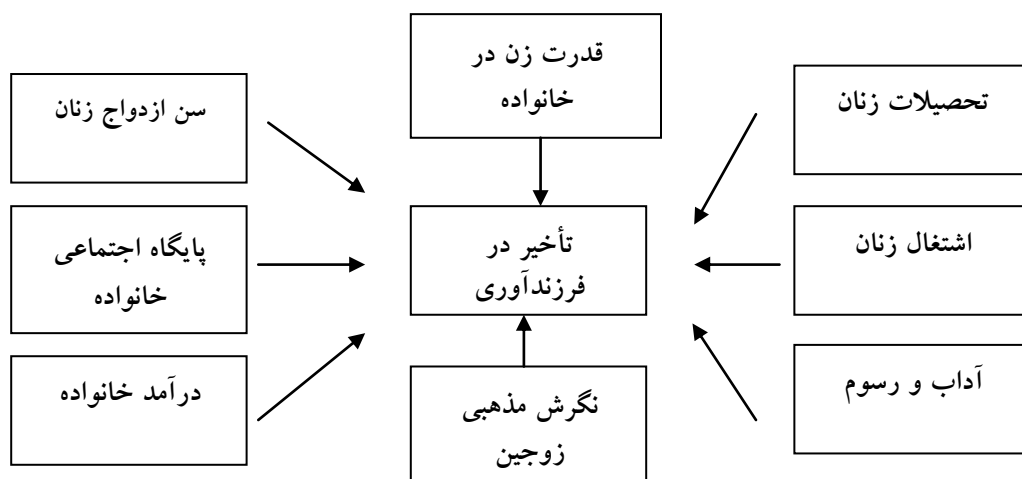 قدرت زن در
خانواده
تحصیلات زنان
سن ازدواج زنان
تأخیر در
فرزندآوری
اشتغال زنان
پایگاه اجتماعی
خانواده
آداب و رسوم
درآمد خانواده
نگرش مذهبی
زوجین